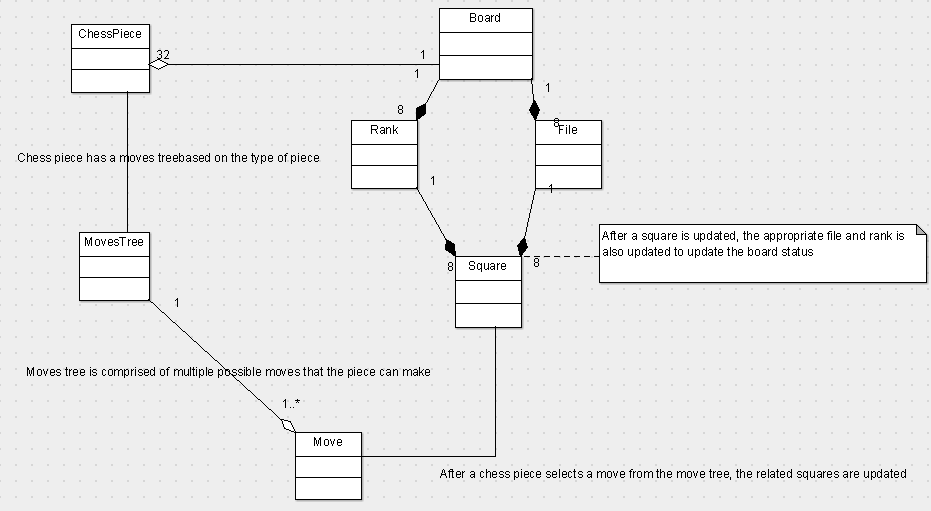 Board
ChessPiece
32
1
1
1
8
8
Rank
File
Chess piece has a moves treebased on the type of piece
1
1
MovesTree
After a square is updated, the appropriate file and rank is
also updated to update the board status
8
Square
8
1
Moves tree is comprised of multiple possible moves that the piece can make
1..*
Move
After a chess piece selects a move from the move tree, the related squares are updated